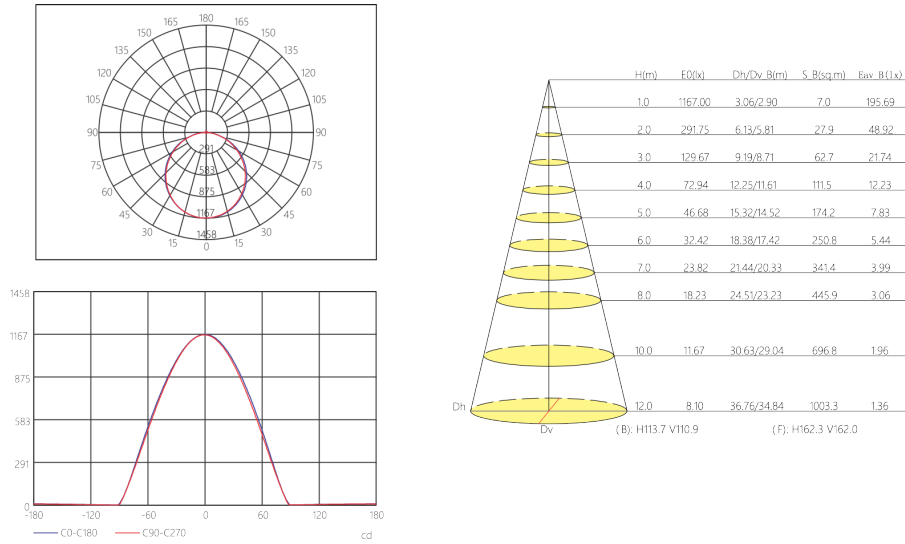 180
165 165
150 150
135 135
120 120
105 105
90 90
75 75
60 60
45 45
30 30
15 15
0
291
583
875
1167
1458
1458
1167
875
583
291
0
-180 -120 -60 0 60 120 180
C0-C180 C90-C270 cd
H(m) E0(lx) Dh/Dv_B(m) S_B(sq.m) Eav_B(lx)
1.0 1167.00 3.06/2.90 7.0 195.69
2.0 291.75 6.13/5.81 27.9 48.92
3.0 129.67 9.19/8.71 62.7 21.74
4.0 72.94 12.25/11.61 111.5 12.23
5.0 46.68 15.32/14.52 174.2 7.83
6.0 32.42 18.38/17.42 250.8 5.44
7.0 23.82 21.44/20.33 341.4 3.99
8.0 18.23 24.51/23.23 445.9 3.06
10.0 11.67 30.63/29.04 696.8 1.96
Dh 12.0 8.10 36.76/34.84 1003.3 1.36
Dv (B): H113.7 V110.9 (F): H162.3 V162.0